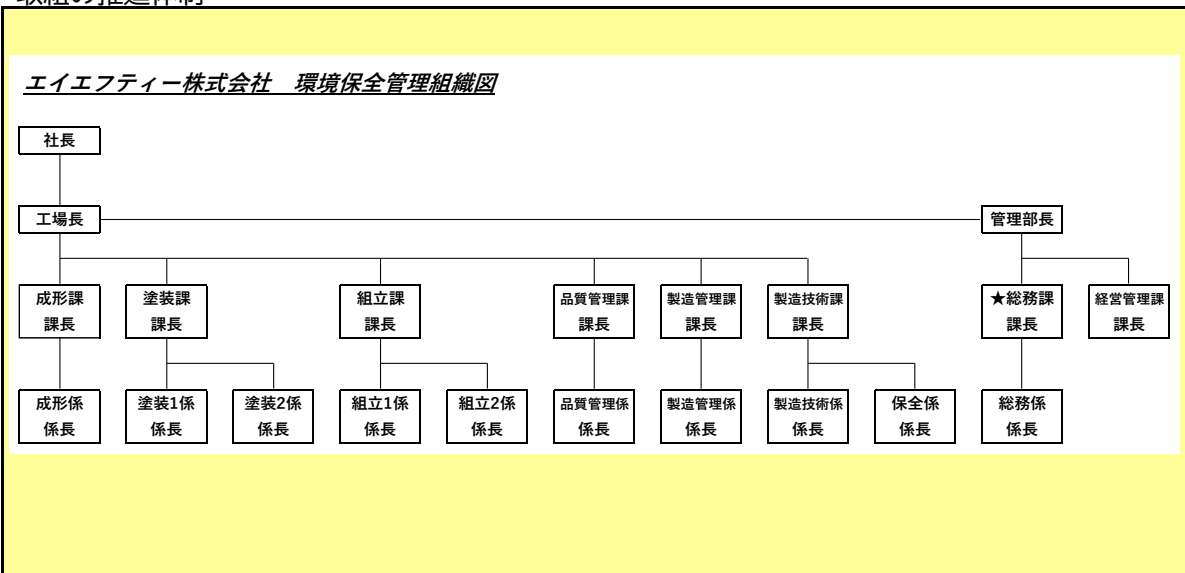 取組の推進体制
エイエフティー株式会社　環境保全管理組織図
社長
工場長
管理部長
成形課
課長
塗装課
課長
組立課
課長
品質管理課
課長
製造管理課
課長
製造技術課
課長
★総務課
課長
経営管理課
課長
成形係
係長
塗装1係
係長
塗装2係
係長
組立1係
係長
組立2係
係長
品質管理係
係長
製造管理係
係長
製造技術係
係長
保全係
係長
総務係
係長